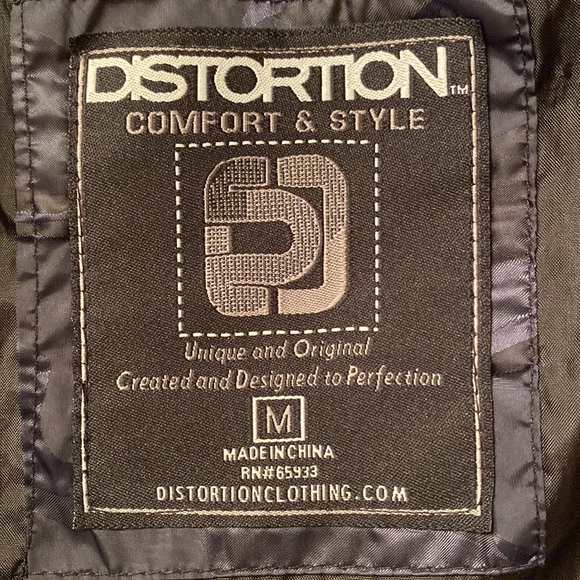 DISTORTION™
COMFORT & STYLE
Unique and Original
Created and Designed to Perfection
M
MADE IN CHINA
RN#65933
DISTORTIONCLOTHING.COM